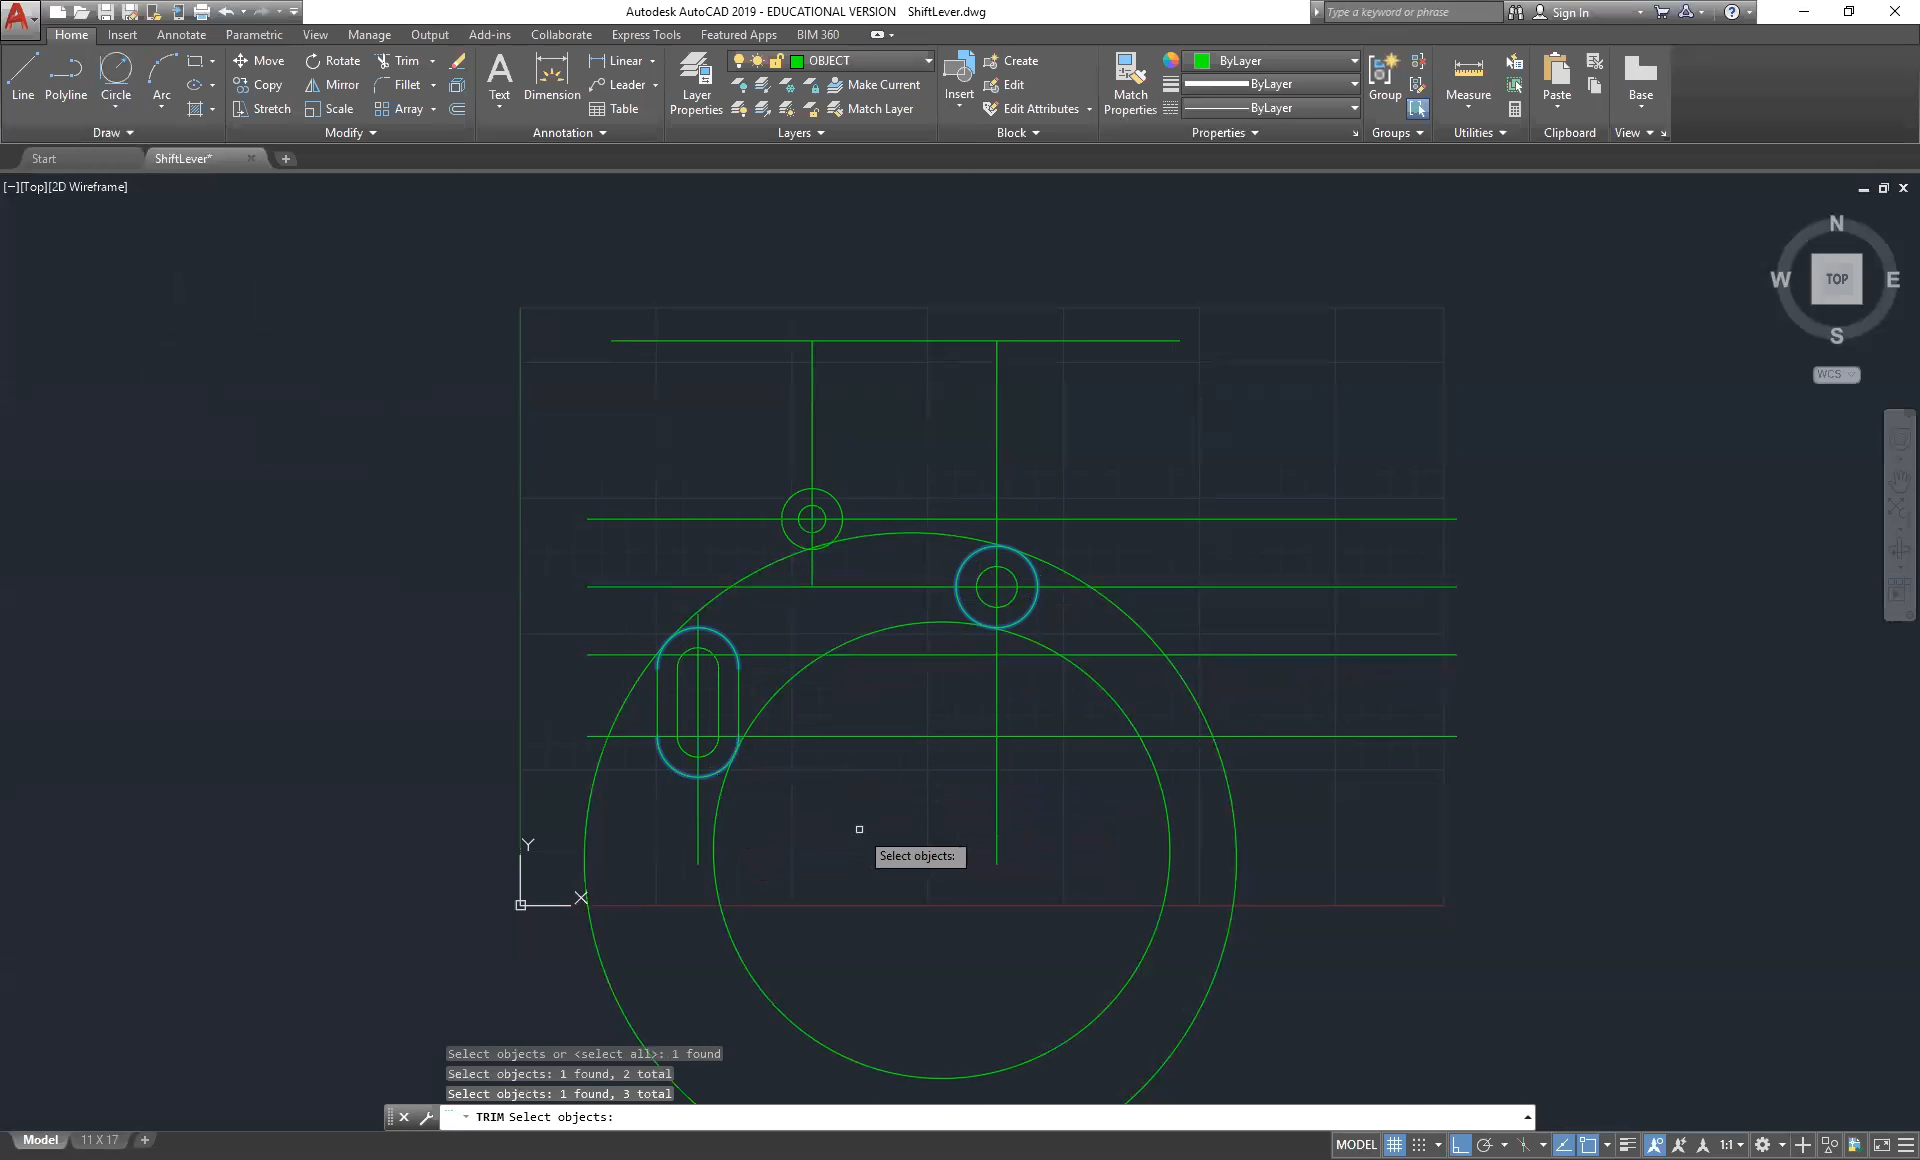 Autodesk AutoCAD 2019 - EDUCATIONAL VERSION ShiftLever.dwg
Type a keyword or phrase
Sign In
Home Insert Annotate Parametric View Manage Output Add-ins Collaborate Express Tools Featured Apps BIM 360
Line Polyline Circle Arc
Draw
Move Rotate Trim
Copy Mirror Fillet
Stretch Scale Array
Modify
Text Dimension
Linear
Leader
Table
Annotation
Layer Properties
OBJECT
Make Current
Match Layer
Layers
Insert
Create
Edit
Edit Attributes
Block
Match Properties
ByLayer
ByLayer
ByLayer
Properties
Group
Groups
Measure
Utilities
Paste
Clipboard
Base
View
Start ShiftLever*
[−][Top][2D Wireframe]
N
W TOP E
S
WCS
Y
X
Select objects:
Select objects or <select all>: 1 found
Select objects: 1 found, 2 total
Select objects: 1 found, 3 total
TRIM Select objects:
Model 11 X 17
MODEL 1:1